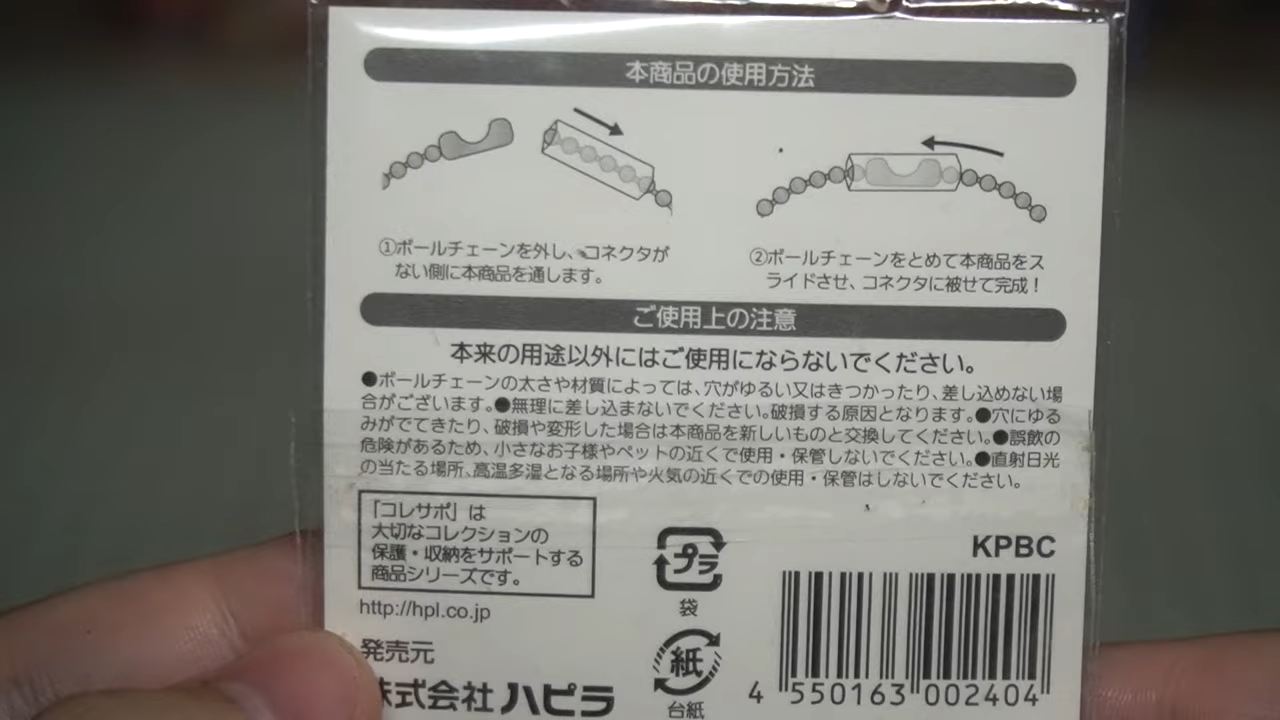 本商品の使用方法
①ボールチェーンを外し、コネクタが
ない側に本商品を通します。
②ボールチェーンをとめて本商品をス
ライドさせ、コネクタに被せて完成!
ご使用上の注意
本来の用途以外にはご使用にならないでください。
●ボールチェーンの太さや材質によっては、穴がゆるい又はきつかったり、差し込めない場
合がございます。●無理に差し込まないでください。破損する原因となります。●穴にゆる
みがでてきたり、破損や変形した場合は本商品を新しいものと交換してください。●誤飲の
危険があるため、小さなお子様やペットの近くで使用・保管しないでください。●直射日光
の当たる場所、高温多湿となる場所や火気の近くでの使用・保管はしないでください。
「コレサポ」は
大切なコレクションの
保護・収納をサポートする
商品シリーズです。
http://hpl.co.jp
発売元
株式会社ハピラ
プラ
袋
紙
台紙
KPBC
4 550163 002404